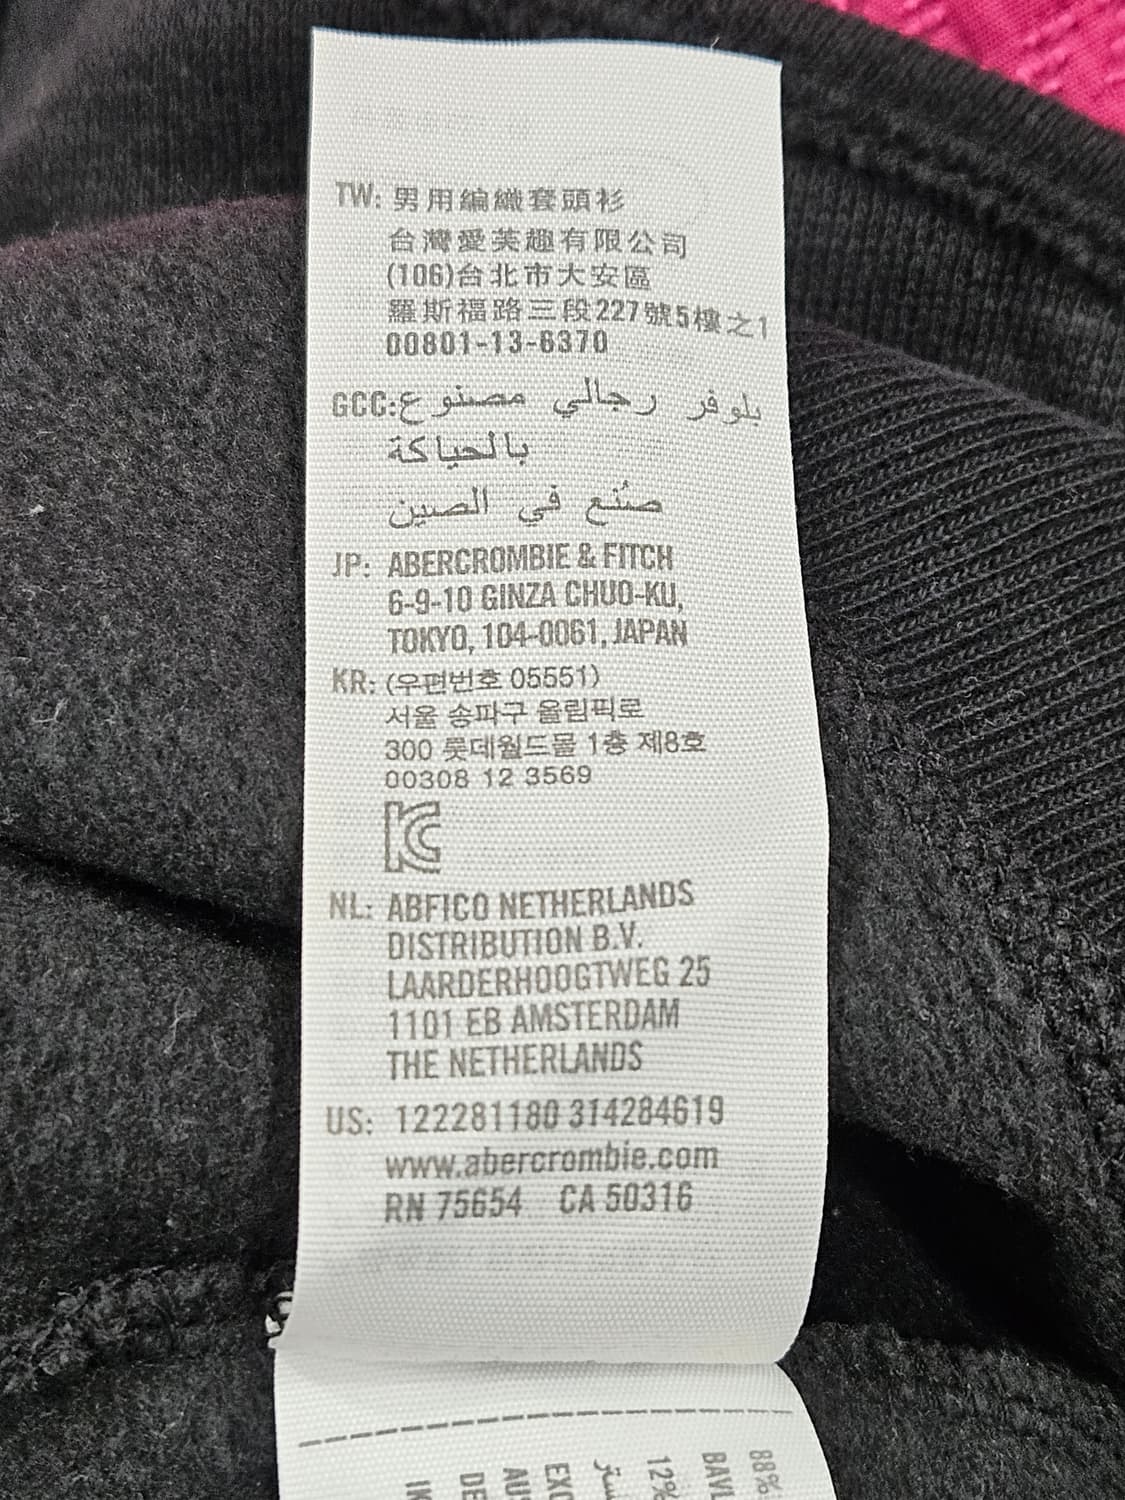 TW: 男用編織套頭衫
台灣愛芙趣有限公司
(106)台北市大安區
羅斯福路三段227號5樓之1
00801-13-6370
GCC: بلوفر رجالي مصنوع
بالحياكة
صُنع في الصين
JP: ABERCROMBIE & FITCH
6-9-10 GINZA CHUO-KU,
TOKYO, 104-0061, JAPAN
KR: (우편번호 05551)
서울 송파구 올림픽로
300 롯데월드몰 1층 제8호
00308 12 3569
KC
NL: ABFICO NETHERLANDS
DISTRIBUTION B.V.
LAARDERHOOGTWEG 25
1101 EB AMSTERDAM
THE NETHERLANDS
US: 122281180 314284619
www.abercrombie.com
RN 75654 CA 50316
88%
12%